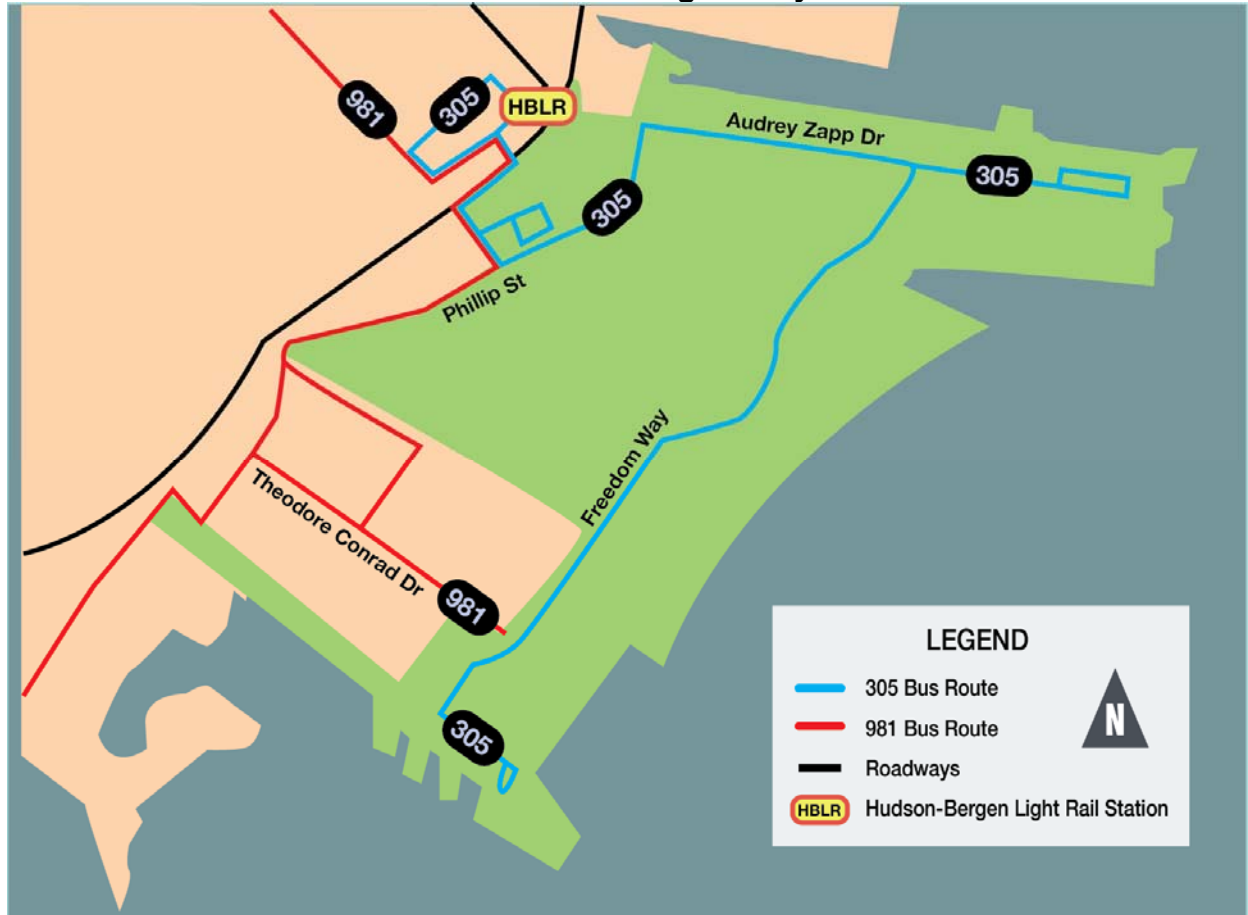 981
305
HBLR
Audrey Zapp Dr
305
305
Phillip St
Freedom Way
Theodore Conrad Dr
981
305
LEGEND
305 Bus Route
981 Bus Route
Roadways
HBLR Hudson-Bergen Light Rail Station
N